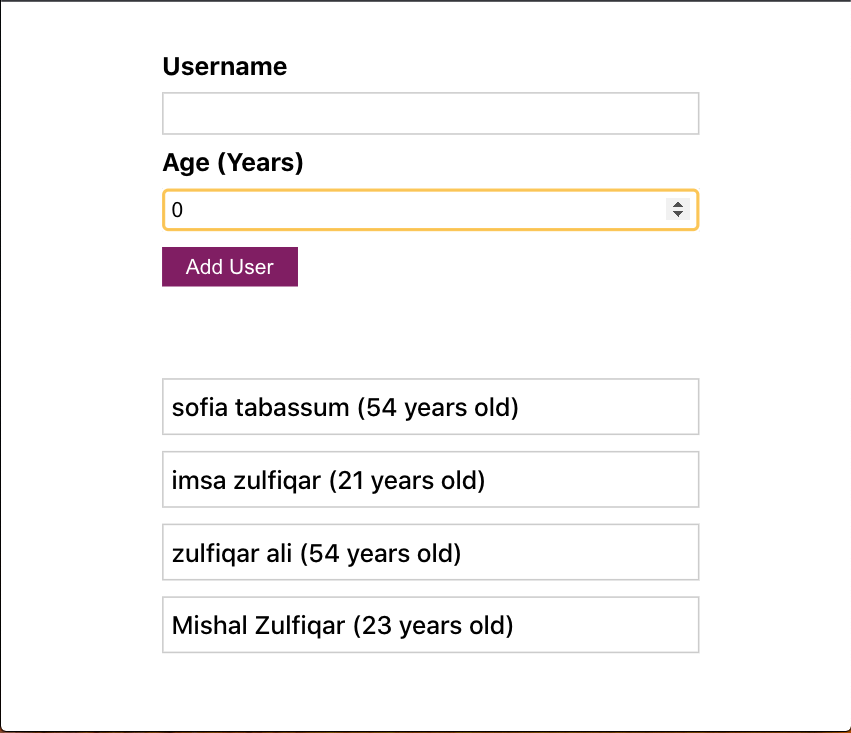 Username
Age (Years)
0
Add User
sofia tabassum (54 years old)
imsa zulfiqar (21 years old)
zulfiqar ali (54 years old)
Mishal Zulfiqar (23 years old)